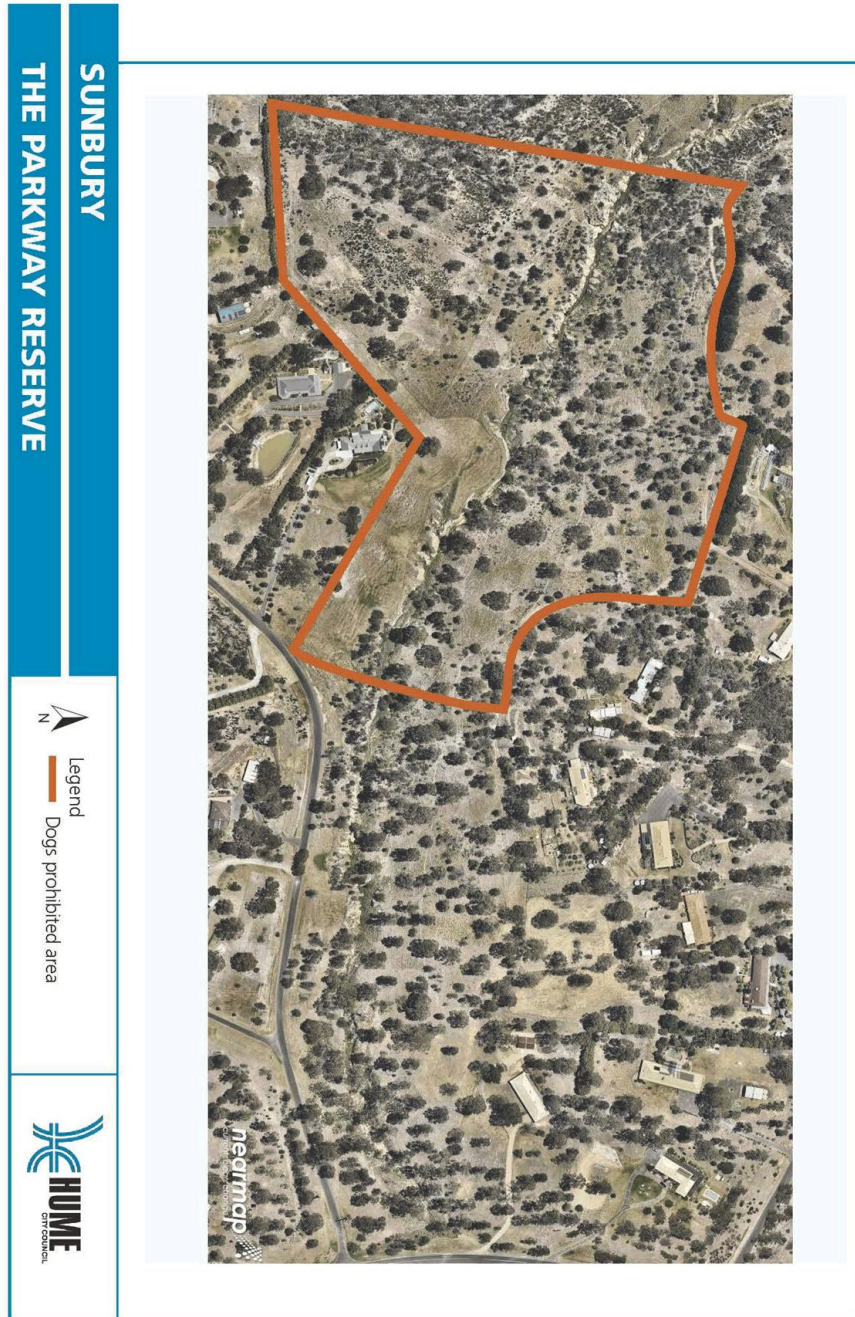 SUNBURY
THE PARKWAY RESERVE
N
Legend
Dogs prohibited area
HUME
CITY COUNCIL
nearmap